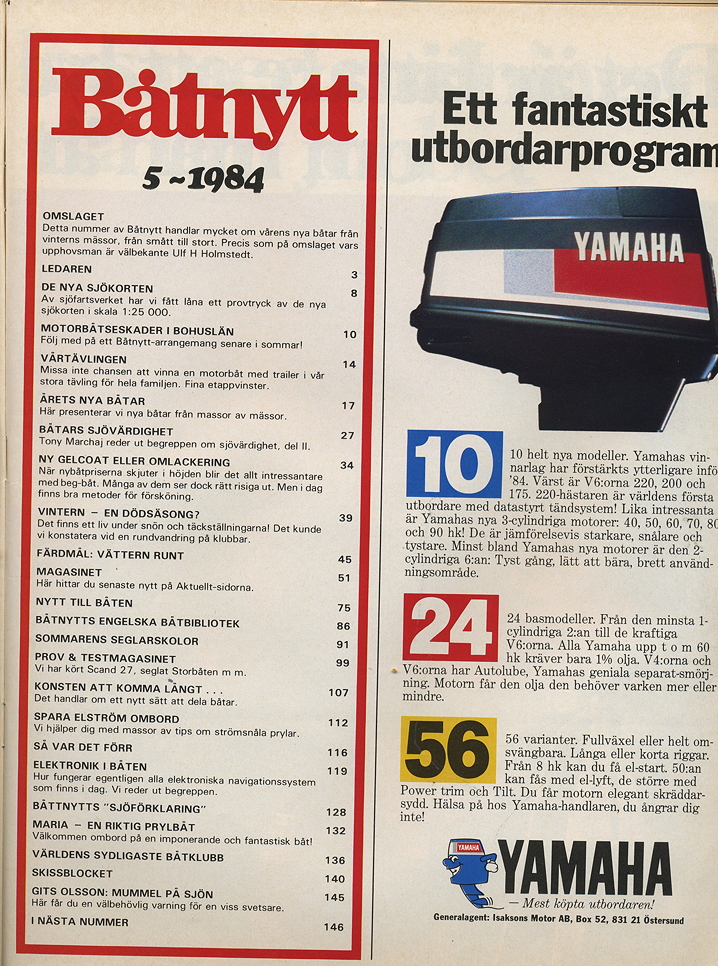 Båtnytt
5~1984
OMSLAGET
Detta nummer av Båtnytt handlar mycket om vårens nya båtar från
vinterns mässor, från smått till stort. Precis som på omslaget vars
upphovsman är välbekante Ulf H Holmstedt.
LEDAREN 3
DE NYA SJÖKORTEN 8
Av sjöfartsverket har vi fått låna ett provtryck av de nya
sjökorten i skala 1:25 000.
MOTORBÅTSESKADER I BOHUSLÄN 10
Följ med på ett Båtnytt-arrangemang senare i sommar!
VÅRTÄVLINGEN 14
Missa inte chansen att vinna en motorbåt med trailer i vår
stora tävling för hela familjen. Fina etappvinster.
ÅRETS NYA BÅTAR 17
Här presenterar vi nya båtar från massor av mässor.
BÅTARS SJÖVÄRDIGHET 27
Tony Marchaj reder ut begreppen om sjövärdighet, del II.
NY GELCOAT ELLER OMLACKERING 34
När nybåtpriserna skjuter i höjden blir det allt intressantare
med beg-båt. Många av dem ser dock rätt risiga ut. Men i dag
finns bra metoder för försköning.
VINTERN – EN DÖDSÄSONG? 39
Det finns ett liv under snön och täckställningarna! Det kunde
vi konstatera vid en rundvandring på klubbar.
FÄRDMÅL: VÄTTERN RUNT 45
MAGASINET 51
Här hittar du senaste nytt på Aktuellt-sidorna.
NYTT TILL BÅTEN 75
BÅTNYTTS ENGELSKA BÅTBIBLIOTEK 86
SOMMARENS SEGLARSKOLOR 91
PROV & TESTMAGASINET 99
Vi har kört Scand 27, seglat Storbåten m m.
KONSTEN ATT KOMMA LÅNGT . . . 107
Det handlar om ett nytt sätt att dela båtar.
SPARA ELSTRÖM OMBORD 112
Vi hjälper dig med massor av tips om strömsnåla prylar.
SÅ VAR DET FÖRR 116
ELEKTRONIK I BÅTEN 119
Hur fungerar egentligen alla elektroniska navigationssystem
som finns i dag. Vi reder ut begreppet.
BÅTTNYTTS "SJÖFÖRKLARING" 128
MARIA – EN RIKTIG PRYLBÅT 132
Välkommen ombord på en imponerande och fantastisk båt!
VÄRLDENS SYDLIGASTE BÅTKLUBB 136
SKISSBLOCKET 140
GITS OLSSON: MUMMEL PÅ SJÖN 145
Här får du en välbehövlig varning för en viss svetsare.
I NÄSTA NUMMER 146
Ett fantastiskt
utbordarprogram
YAMAHA
10
10 helt nya modeller. Yamahas vin-
narlag har förstärkts ytterligare infö
'84. Värst är V6:orna 220, 200 och
175. 220-hästaren är världens första
utbordare med datastyrt tändsystem! Lika intressanta
är Yamahas nya 3-cylindriga motorer: 40, 50, 60, 70, 80
och 90 hk! De är jämförelsevis starkare, snålare och
tystare. Minst bland Yamahas nya motorer är den 2-
cylindriga 6:an: Tyst gång, lätt att bära, brett använd-
ningsområde.
24
24 basmodeller. Från den minsta 1-
cylindriga 2:an till de kraftiga
V6:orna. Alla Yamaha upp t o m 60
hk kräver bara 1% olja. V4:orna och
V6:orna har Autolube, Yamahas geniala separat-smörj-
ning. Motorn får den olja den behöver varken mer eller
mindre.
56
56 varianter. Fullväxel eller helt om-
svängbara. Långa eller korta riggar.
Från 8 hk kan du få el-start. 50:an
kan fås med el-lyft, de större med
Power trim och Tilt. Du får motorn elegant skräddar-
sydd. Hälsa på hos Yamaha-handlaren, du ångrar dig
inte!
YAMAHA
YAMAHA
– Mest köpta utbordaren!
Generalagent: Isaksons Motor AB, Box 52, 831 21 Östersund